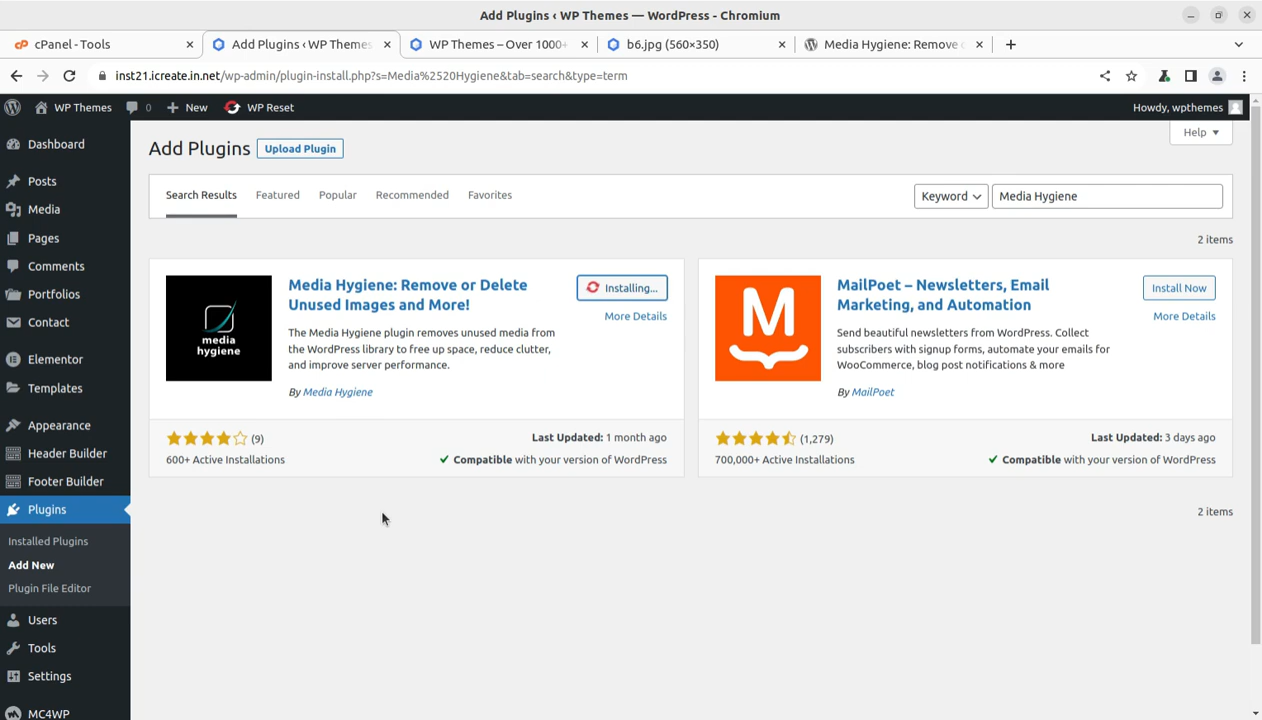 Add Plugins ‹ WP Themes — WordPress - Chromium
cPanel - Tools
Add Plugins ‹ WP Themes
WP Themes – Over 1000+
b6.jpg (560×350)
Media Hygiene: Remove
inst21.icreate.in.net/wp-admin/plugin-install.php?s=Media%2520Hygiene&tab=search&type=term
WP Themes
0
New
WP Reset
Howdy, wpthemes
Dashboard
Posts
Media
Pages
Comments
Portfolios
Contact
Elementor
Templates
Appearance
Header Builder
Footer Builder
Plugins
Installed Plugins
Add New
Plugin File Editor
Users
Tools
Settings
MC4WP
Help
Add Plugins
Upload Plugin
Search Results
Featured
Popular
Recommended
Favorites
Keyword
Media Hygiene
2 items
media
hygiene
Media Hygiene: Remove or Delete
Unused Images and More!
Installing...
More Details
The Media Hygiene plugin removes unused media from
the WordPress library to free up space, reduce clutter,
and improve server performance.
By Media Hygiene
(9)
Last Updated: 1 month ago
600+ Active Installations
Compatible with your version of WordPress
M
MailPoet – Newsletters, Email
Marketing, and Automation
Install Now
More Details
Send beautiful newsletters from WordPress. Collect
subscribers with signup forms, automate your emails for
WooCommerce, blog post notifications & more
By MailPoet
(1,279)
Last Updated: 3 days ago
700,000+ Active Installations
Compatible with your version of WordPress
2 items